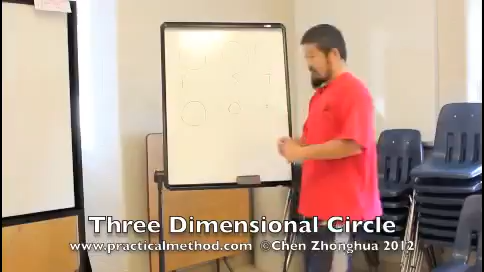 Three Dimensional Circle
www.practicalmethod.com ©Chen Zhonghua 2012